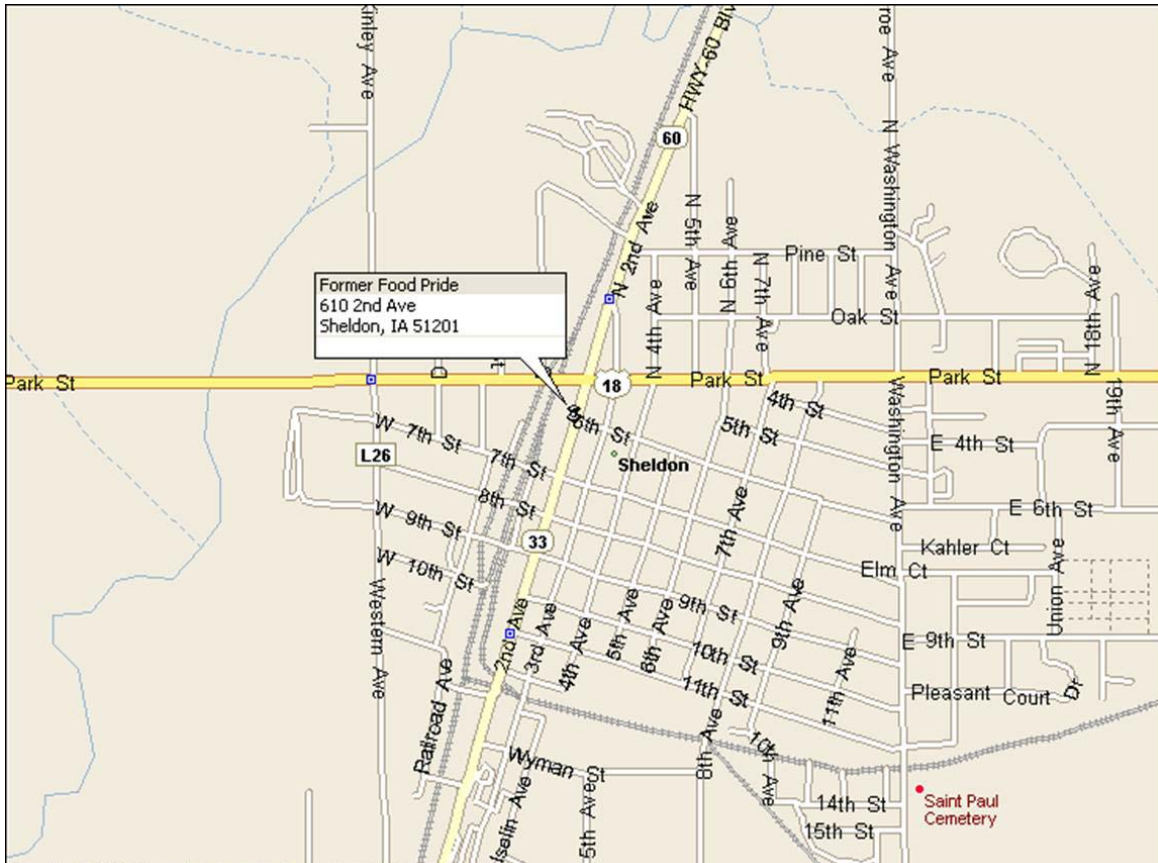 Kinley Ave
HWY-60 Blv
roe Ave
N Washington Ave
60
N 5th Ave
N 6th Ave
N 2nd Ave
Pine St
N 7th Ave
N 4th Ave
Former Food Pride
610 2nd Ave
Sheldon, IA 51201
Oak St
N 18th Ave
Park St
D
18
Park St
Park St
19th Ave
4th St
Washington Ave
W 7th St
6th St
5th St
E 4th St
L26
7th St
Sheldon
8th St
W 9th St
7th Ave
E 6th St
33
Kahler Ct
W 10th St
Elm Ct
Union Ave
Western Ave
2nd Ave
3rd Ave
4th Ave
5th Ave
6th Ave
9th St
9th Ave
10th St
E 9th St
11th St
11th Ave
Pleasant Court Dr
Railroad Ave
8th Ave
10th Ave
Wyman St
14th St
Saint Paul
Cemetery
15th St
5th Ave
dselin Ave